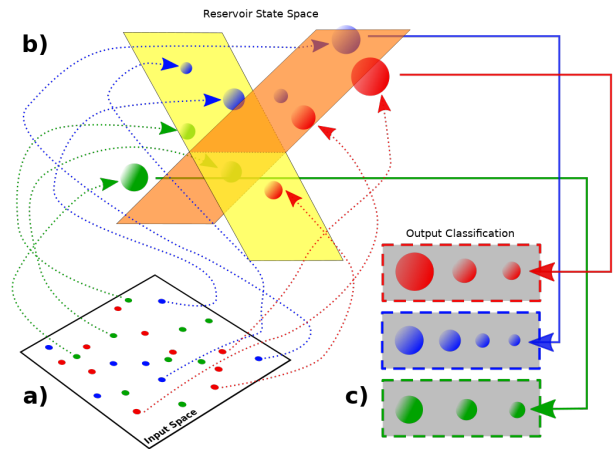 Reservoir State Space
b)
Output Classification
a)
Input Space
c)